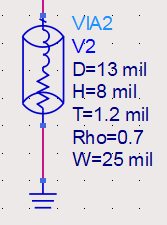 VIA2
V2
D=13 mil
H=8 mil
T=1.2 mil
Rho=0.7
W=25 mil